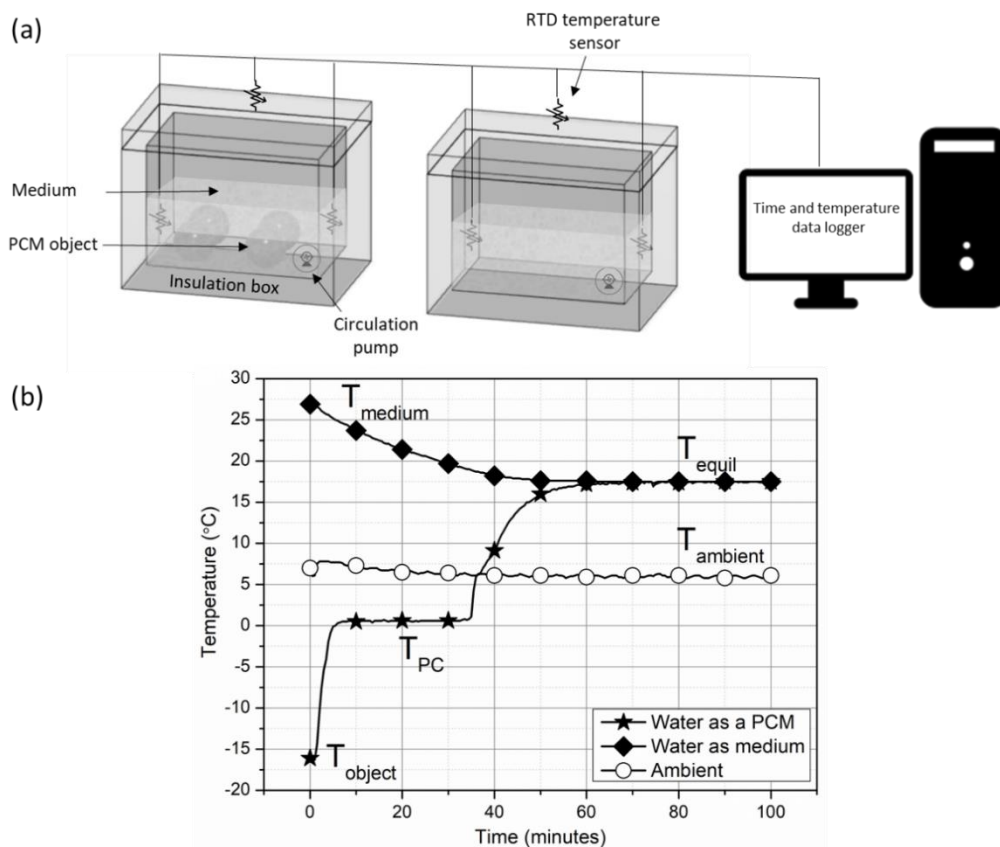 (a)
RTD temperature
sensor
Medium
PCM object
Insulation box
Circulation
pump
Time and temperature
data logger
(b)
30
25
20
15
10
5
0
-5
-10
-15
-20
Temperature (°C)
T medium
T equil
T ambient
T PC
T object
Water as a PCM
Water as medium
Ambient
0 20 40 60 80 100
Time (minutes)